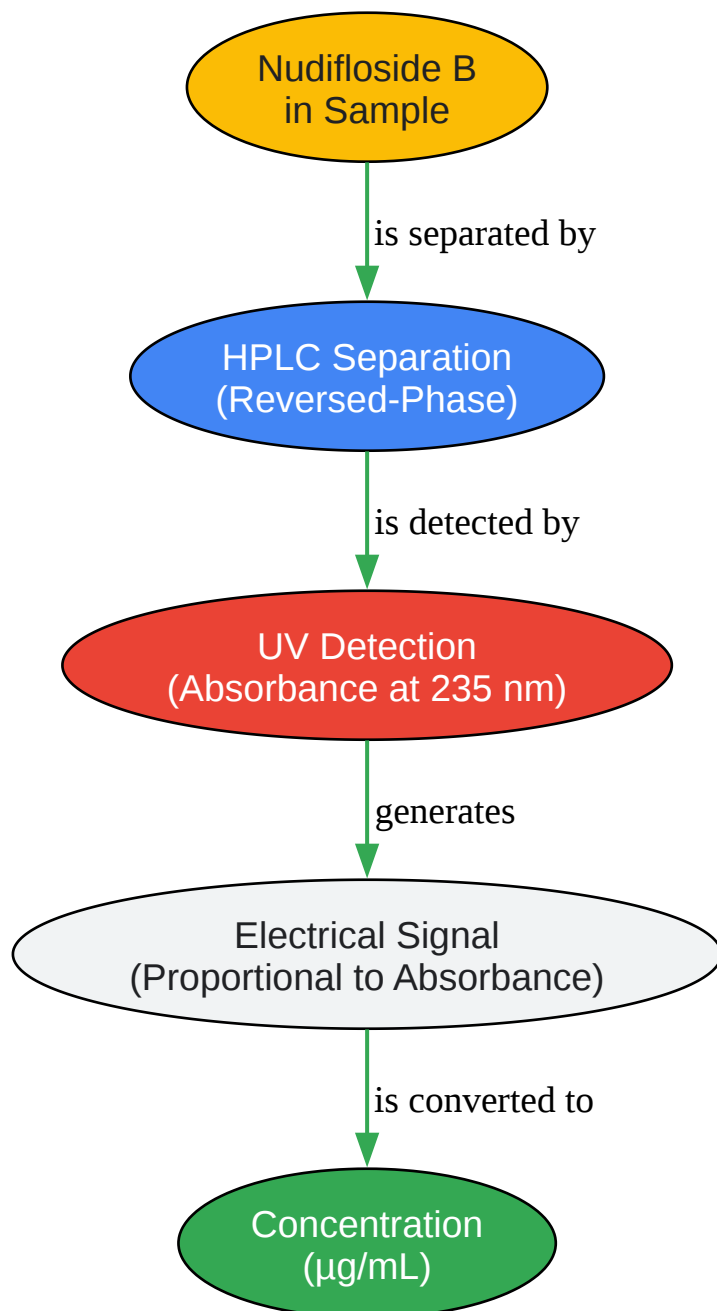 Nudifloside B
in Sample
is separated by
HPLC Separation
(Reversed-Phase)
is detected by
UV Detection
(Absorbance at 235 nm)
generates
Electrical Signal
(Proportional to Absorbance)
is converted to
Concentration
(µg/mL)